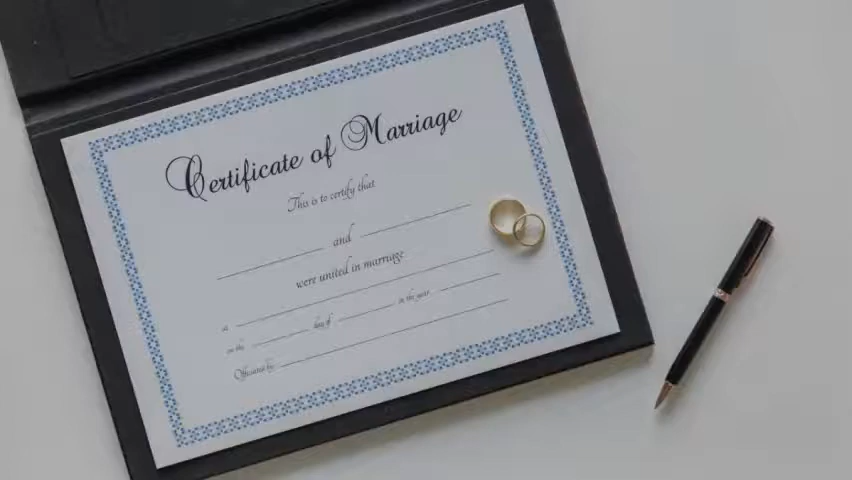 Certificate of Marriage
This is to certify that
and
were united in marriage
at
on the day of in the year
Officiated by